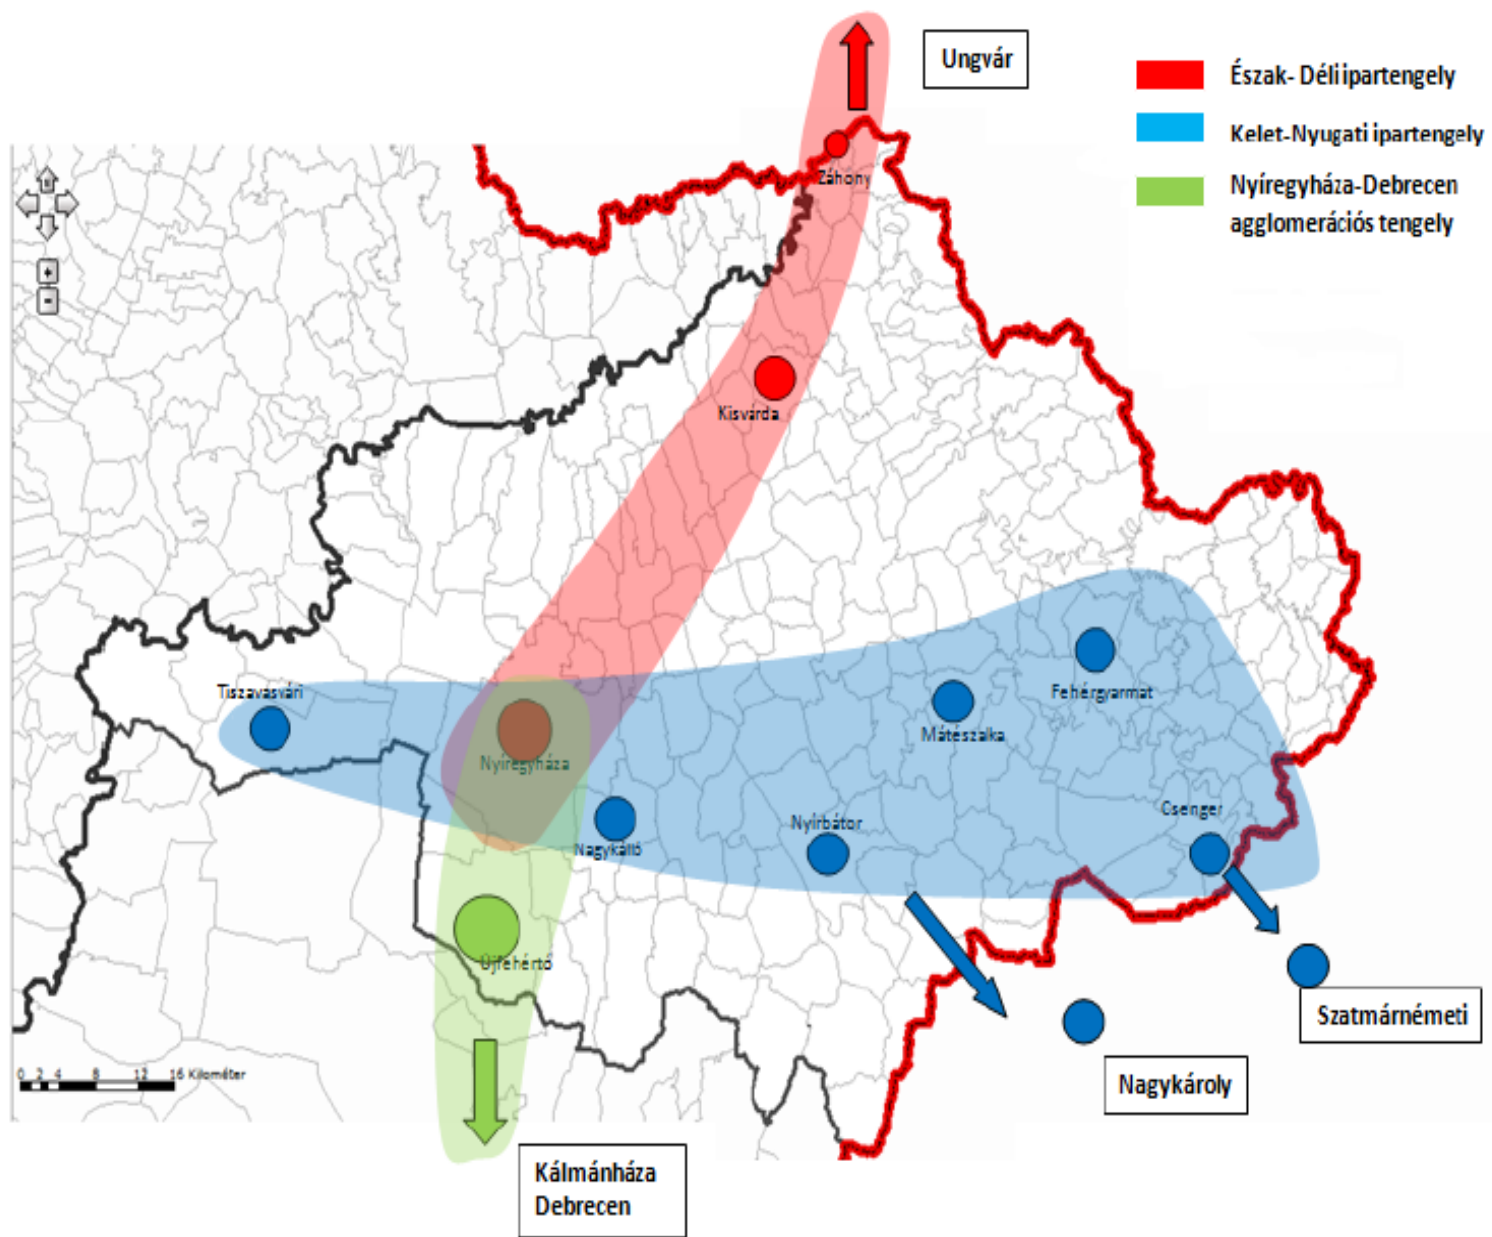 Ungvár
Észak- Déli ipartengely
Kelet-Nyugati ipartengely
Nyíregyháza-Debrecen
agglomerációs tengely
Záhony
Kisvárda
Tiszavasvári
Nyíregyháza
Fehérgyarmat
Mátészalka
Nagykálló
Nyírbátor
Csenger
Újfehértó
Szatmárnémeti
Nagykároly
0 2 4 8 12 16 Kilométer
Kálmánháza
Debrecen